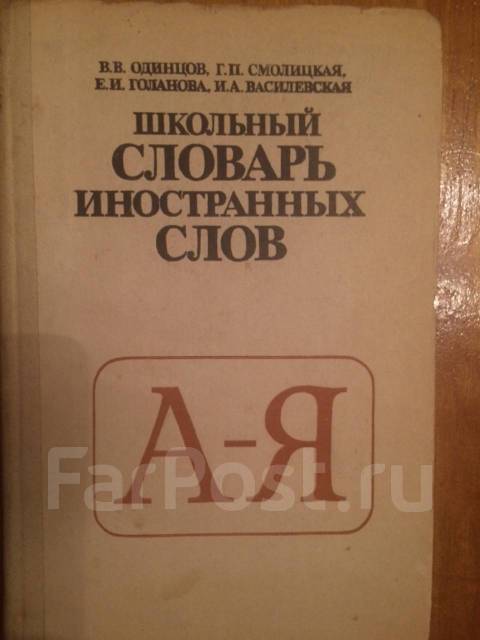 В.В. ОДИНЦОВ, Г.П. СМОЛИЦКАЯ,
Е.И. ГОЛАНОВА, И.А. ВАСИЛЕВСКАЯ
ШКОЛЬНЫЙ
СЛОВАРЬ
ИНОСТРАННЫХ
СЛОВ
А-Я
FarPost.ru